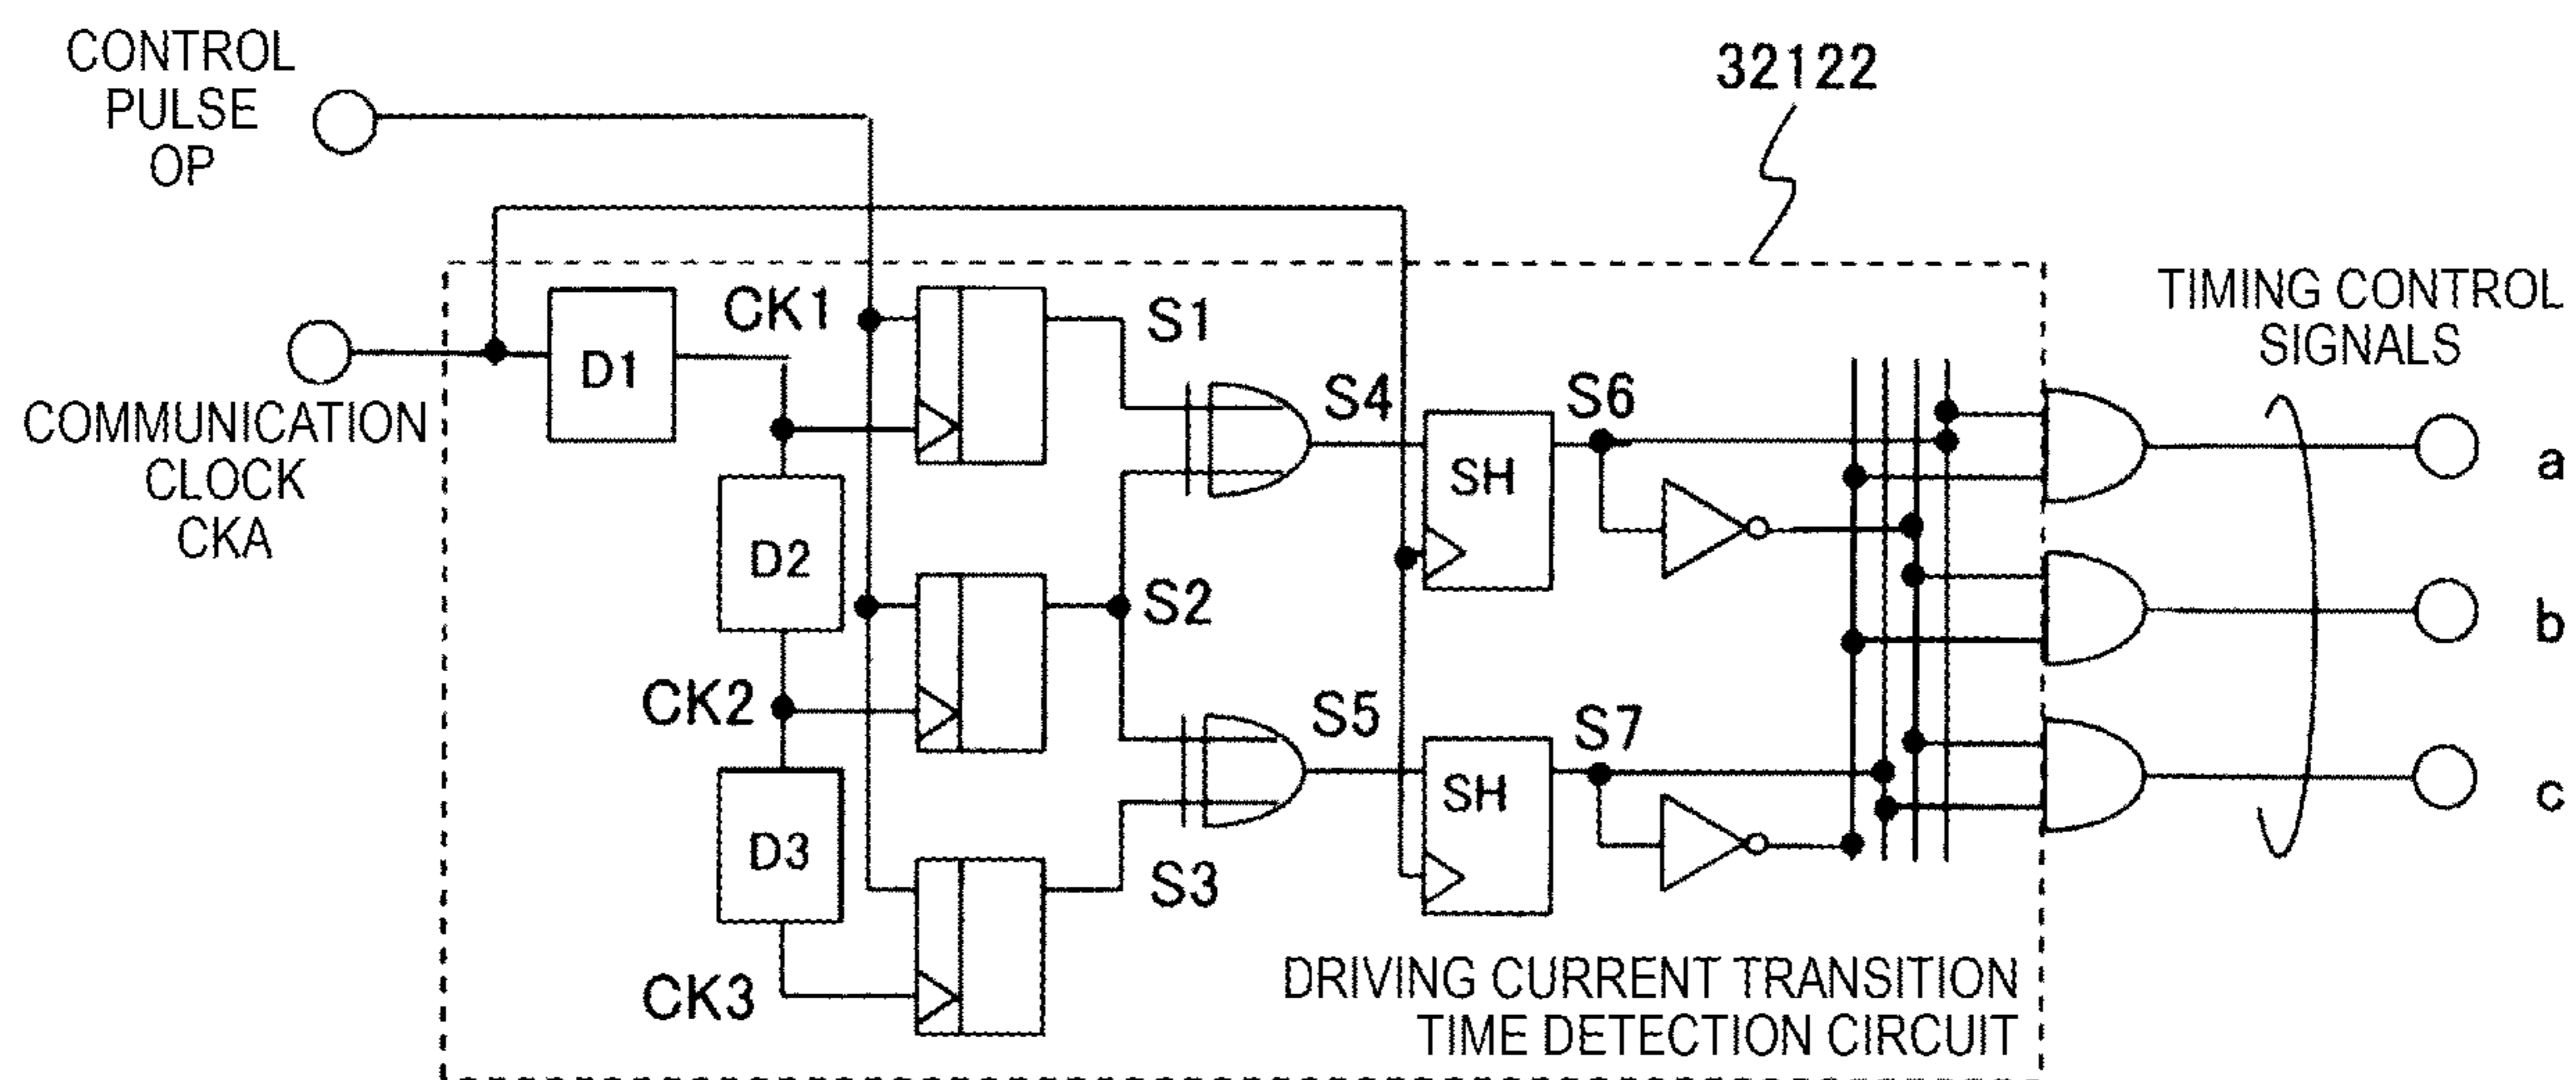 CONTROL
PULSE
OP
32122
COMMUNICATION
CLOCK
CKA
D1
CK1
S1
D2
CK2
S2
D3
CK3
S3
S4
S5
SH
S6
SH
S7
DRIVING CURRENT TRANSITION
TIME DETECTION CIRCUIT
TIMING CONTROL
SIGNALS
a
b
c